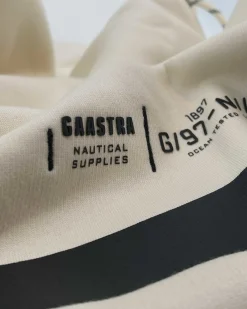 GAASTRA
NAUTICAL
SUPPLIES
1897
G/97-N
OCEAN TESTED